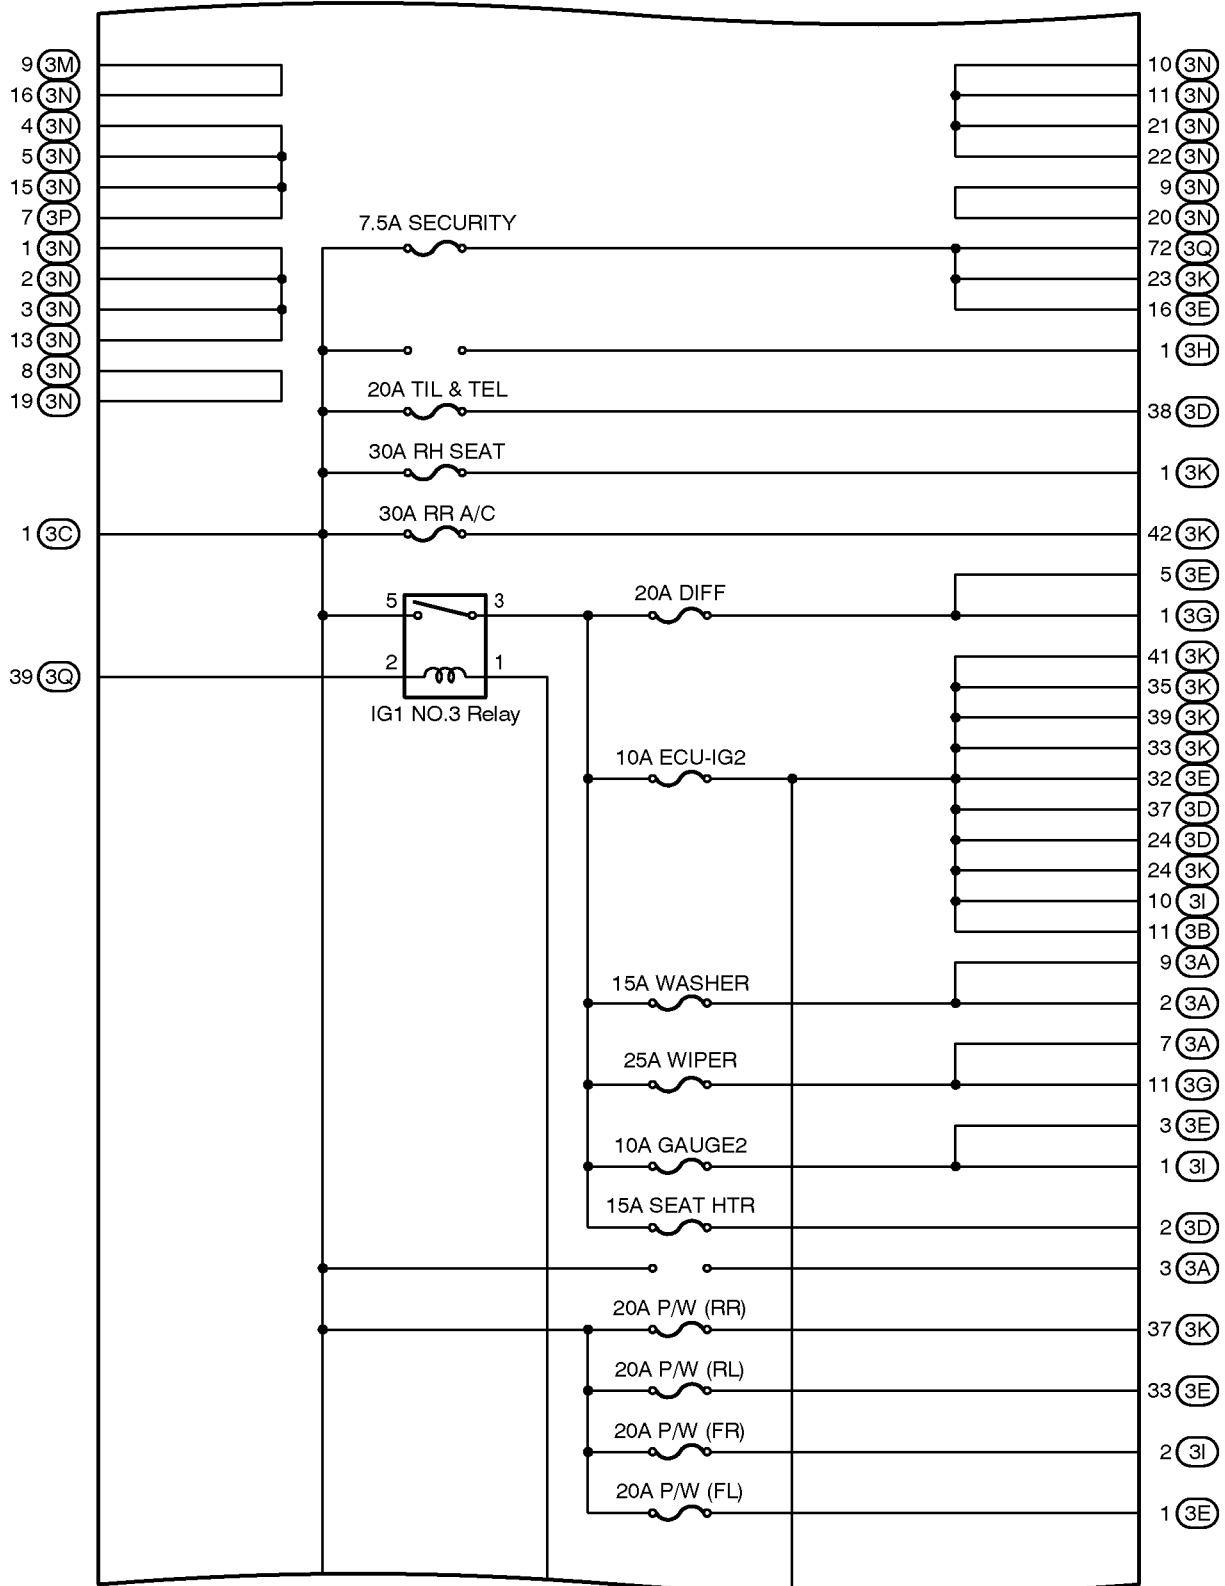 9 3M
16 3N
4 3N
5 3N
15 3N
7 3P
1 3N
2 3N
3 3N
13 3N
8 3N
19 3N
1 3C
39 3Q
7.5A SECURITY
20A TIL & TEL
30A RH SEAT
30A RR A/C
5 3
2 1
IG1 NO.3 Relay
20A DIFF
10A ECU-IG2
15A WASHER
25A WIPER
10A GAUGE2
15A SEAT HTR
20A P/W (RR)
20A P/W (RL)
20A P/W (FR)
20A P/W (FL)
10 3N
11 3N
21 3N
22 3N
9 3N
20 3N
72 3Q
23 3K
16 3E
1 3H
38 3D
1 3K
42 3K
5 3E
1 3G
41 3K
35 3K
39 3K
33 3K
32 3E
37 3D
24 3D
24 3K
10 3I
11 3B
9 3A
2 3A
7 3A
11 3G
3 3E
1 3I
2 3D
3 3A
37 3K
33 3E
2 3I
1 3E